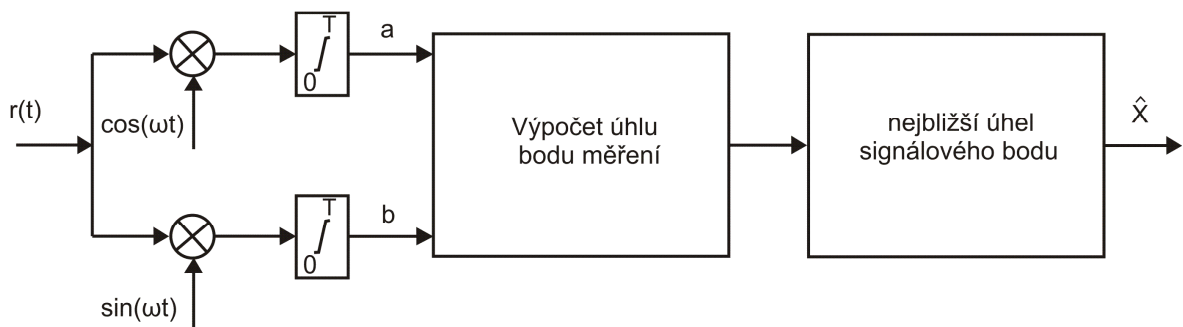 r(t)
cos(ωt)
T
0
a
Výpočet úhlu
bodu měření
nejbližší úhel
signálového bodu
x̂
sin(ωt)
T
0
b